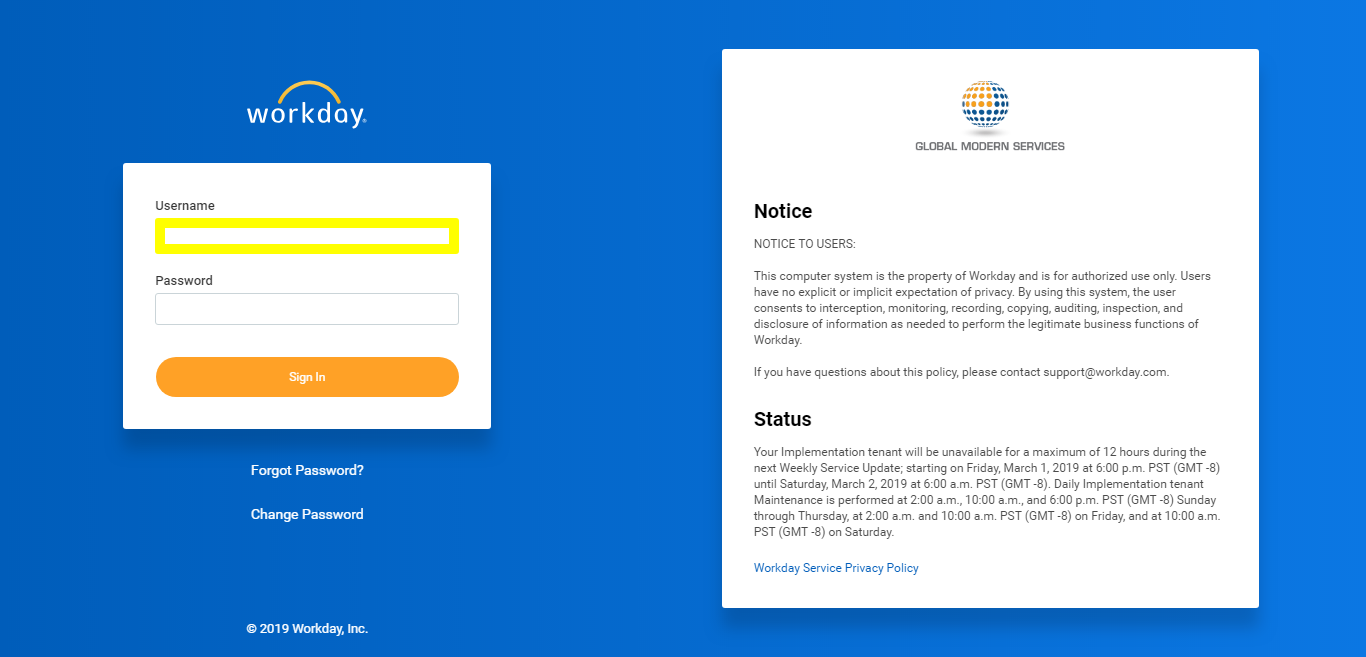 workday®
Username
Password
Sign In
Forgot Password?
Change Password
© 2019 Workday, Inc.
GLOBAL MODERN SERVICES
Notice
NOTICE TO USERS:
This computer system is the property of Workday and is for authorized use only. Users
have no explicit or implicit expectation of privacy. By using this system, the user
consents to interception, monitoring, recording, copying, auditing, inspection, and
disclosure of information as needed to perform the legitimate business functions of
Workday.
If you have questions about this policy, please contact support@workday.com.
Status
Your Implementation tenant will be unavailable for a maximum of 12 hours during the
next Weekly Service Update; starting on Friday, March 1, 2019 at 6:00 p.m. PST (GMT -8)
until Saturday, March 2, 2019 at 6:00 a.m. PST (GMT -8). Daily Implementation tenant
Maintenance is performed at 2:00 a.m., 10:00 a.m., and 6:00 p.m. PST (GMT -8) Sunday
through Thursday, at 2:00 a.m. and 10:00 a.m. PST (GMT -8) on Friday, and at 10:00 a.m.
PST (GMT -8) on Saturday.
Workday Service Privacy Policy